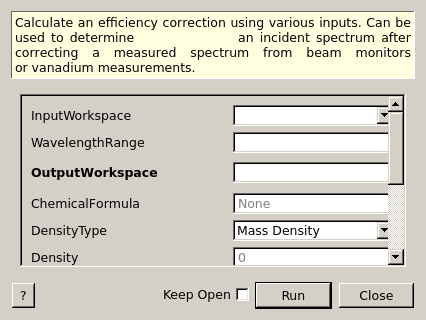 Calculate an efficiency correction using various inputs. Can be
used to determine an incident spectrum after
correcting a measured spectrum from beam monitors
or vanadium measurements.
InputWorkspace
WavelengthRange
OutputWorkspace
ChemicalFormula None
DensityType Mass Density
Density 0
? Keep Open Run Close